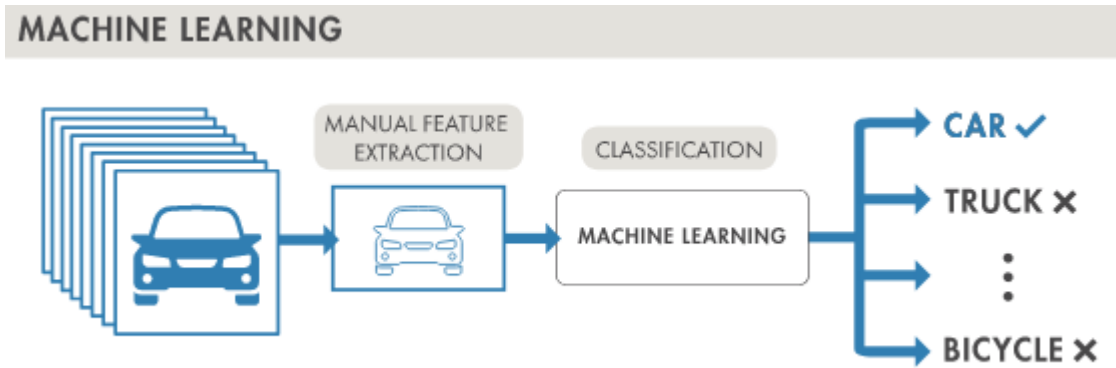 MACHINE LEARNING
MANUAL FEATURE
EXTRACTION
CLASSIFICATION
MACHINE LEARNING
CAR ✓
TRUCK ×
⋮
BICYCLE ×